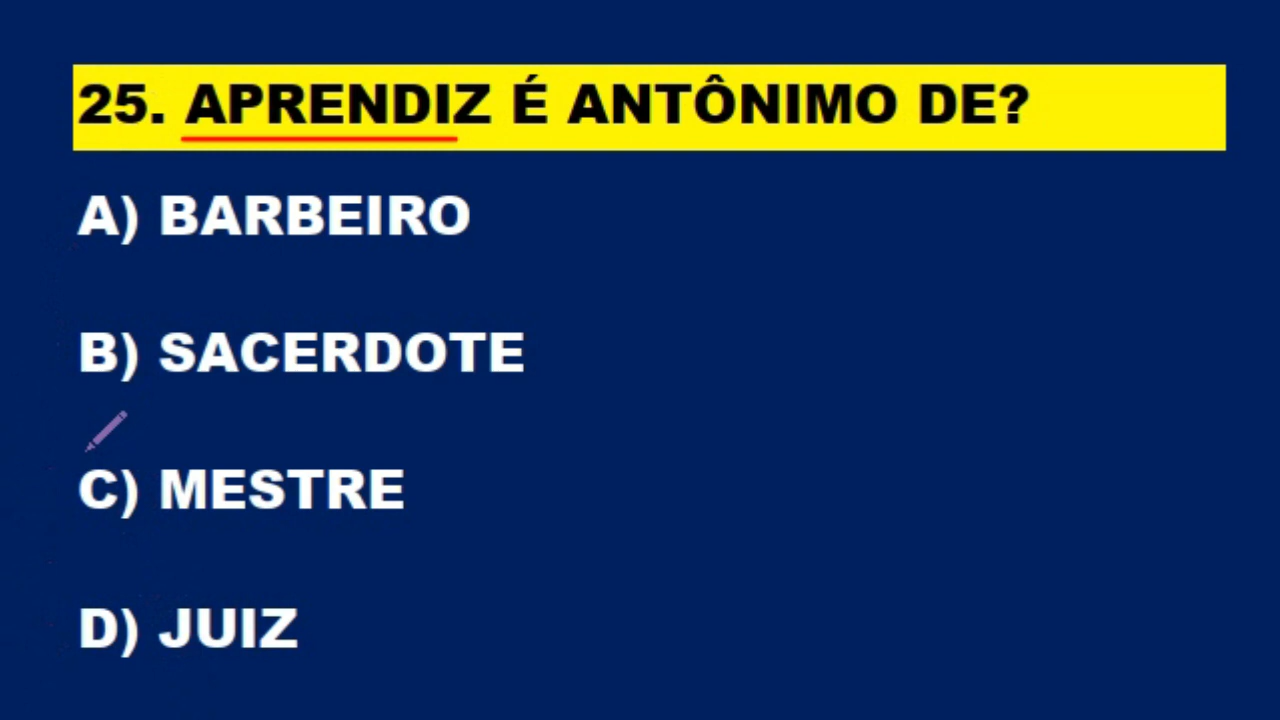 25. APRENDIZ É ANTÔNIMO DE?
A) BARBEIRO
B) SACERDOTE
C) MESTRE
D) JUIZ